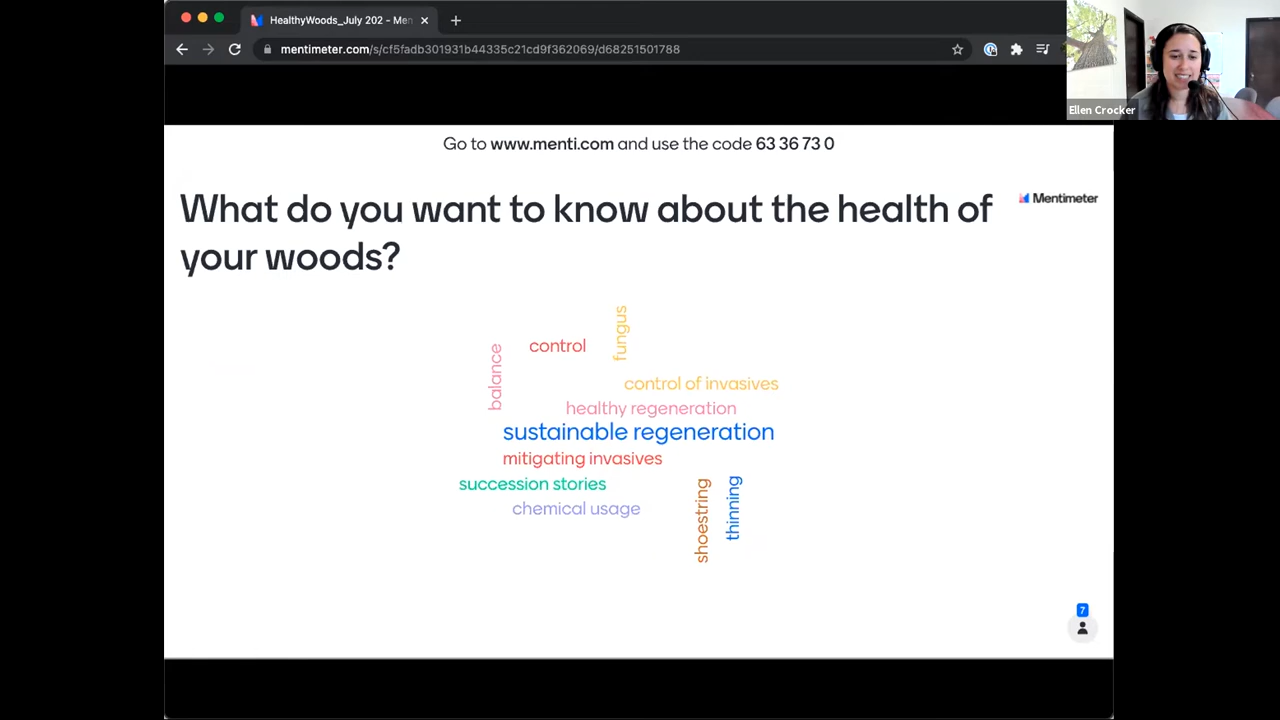 HealthyWoods_July 202 - Men
mentimeter.com/s/cf5fadb301931b44335c21cd9f362069/d68251501788
Ellen Crocker
Go to www.menti.com and use the code 63 36 73 0
What do you want to know about the health of
your woods?
Mentimeter
fungus
control
balance
control of invasives
healthy regeneration
sustainable regeneration
mitigating invasives
succession stories
shoestring
thinning
chemical usage
7